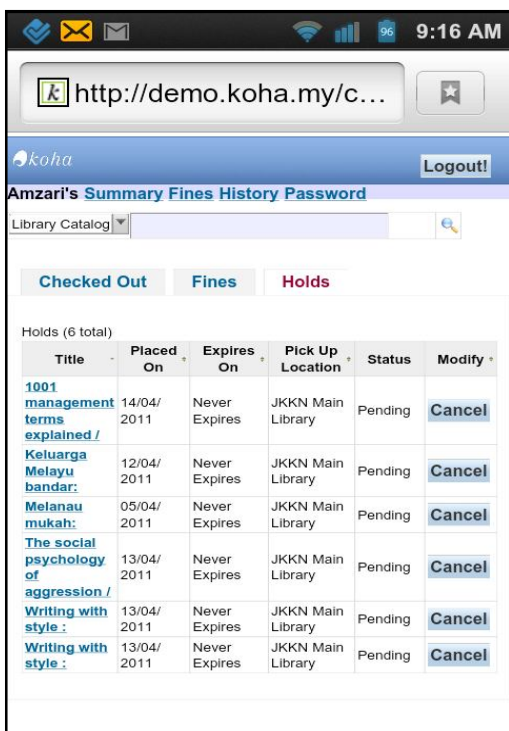 96 9:16 AM
k http://demo.koha.my/c...
koha
Logout!
Amzari's Summary Fines History Password
Library Catalog
Checked Out Fines Holds
Holds (6 total)
Title Placed On Expires On Pick Up Location Status Modify
1001 management terms explained / 14/04/2011 Never Expires JKKN Main Library Pending Cancel
Keluarga Melayu bandar: 12/04/2011 Never Expires JKKN Main Library Pending Cancel
Melanau mukah: 05/04/2011 Never Expires JKKN Main Library Pending Cancel
The social psychology of aggression / 13/04/2011 Never Expires JKKN Main Library Pending Cancel
Writing with style : 13/04/2011 Never Expires JKKN Main Library Pending Cancel
Writing with style : 13/04/2011 Never Expires JKKN Main Library Pending Cancel